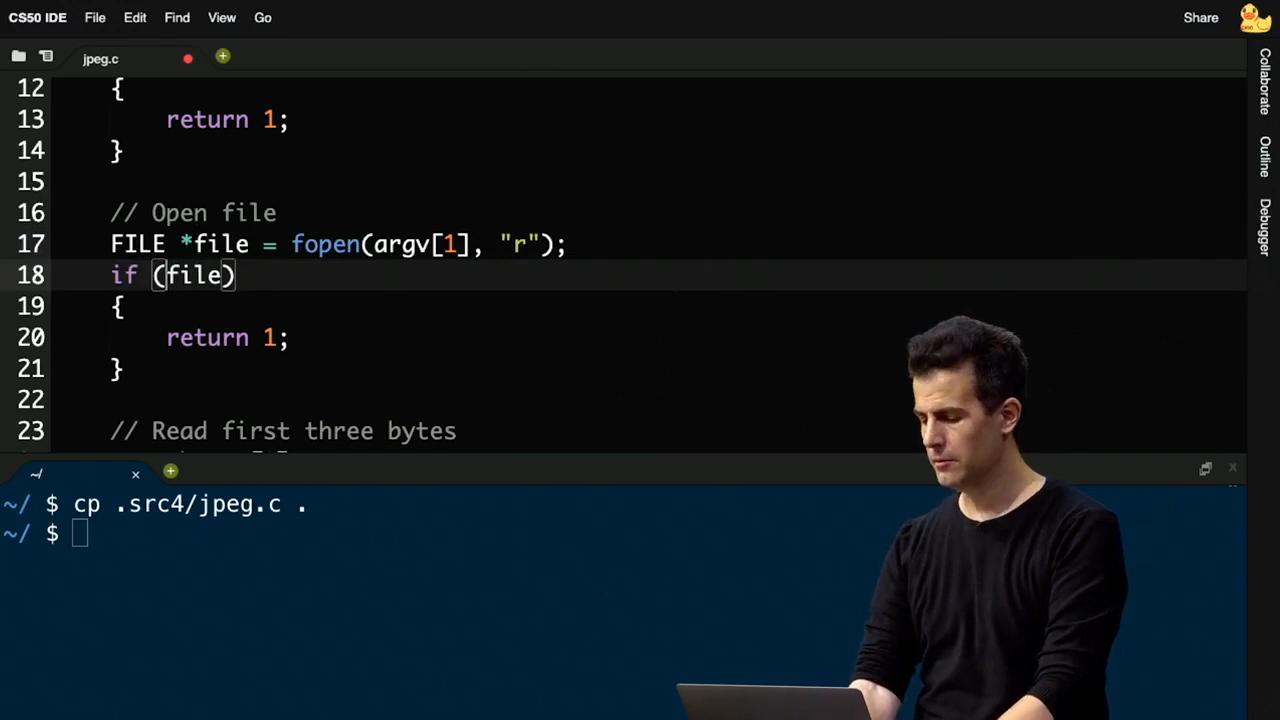 CS50 IDE File Edit Find View Go Share
jpeg.c
12 {
13 return 1;
14 }
15
16 // Open file
17 FILE *file = fopen(argv[1], "r");
18 if (file)
19 {
20 return 1;
21 }
22
23 // Read first three bytes
~/
~/ $ cp .src4/jpeg.c .
~/ $
Collaborate
Outline
Debugger